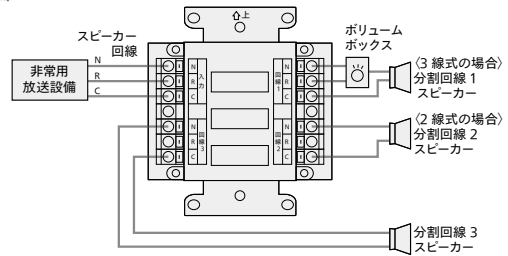 ⇧上
スピーカー
回線
ボリューム
ボックス
非常用
放送設備
N
R
C
N
R
C
入力
回線1
N
R
C
〈3 線式の場合〉
分割回線 1
スピーカー
N
R
C
回線3
回線2
N
R
C
〈2 線式の場合〉
分割回線 2
スピーカー
分割回線 3
スピーカー